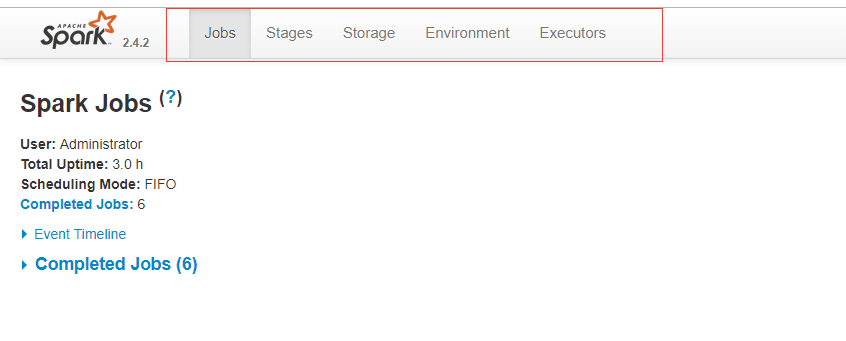 APACHE
Spark 2.4.2 Jobs Stages Storage Environment Executors
Spark Jobs (?)
User: Administrator
Total Uptime: 3.0 h
Scheduling Mode: FIFO
Completed Jobs: 6
Event Timeline
Completed Jobs (6)